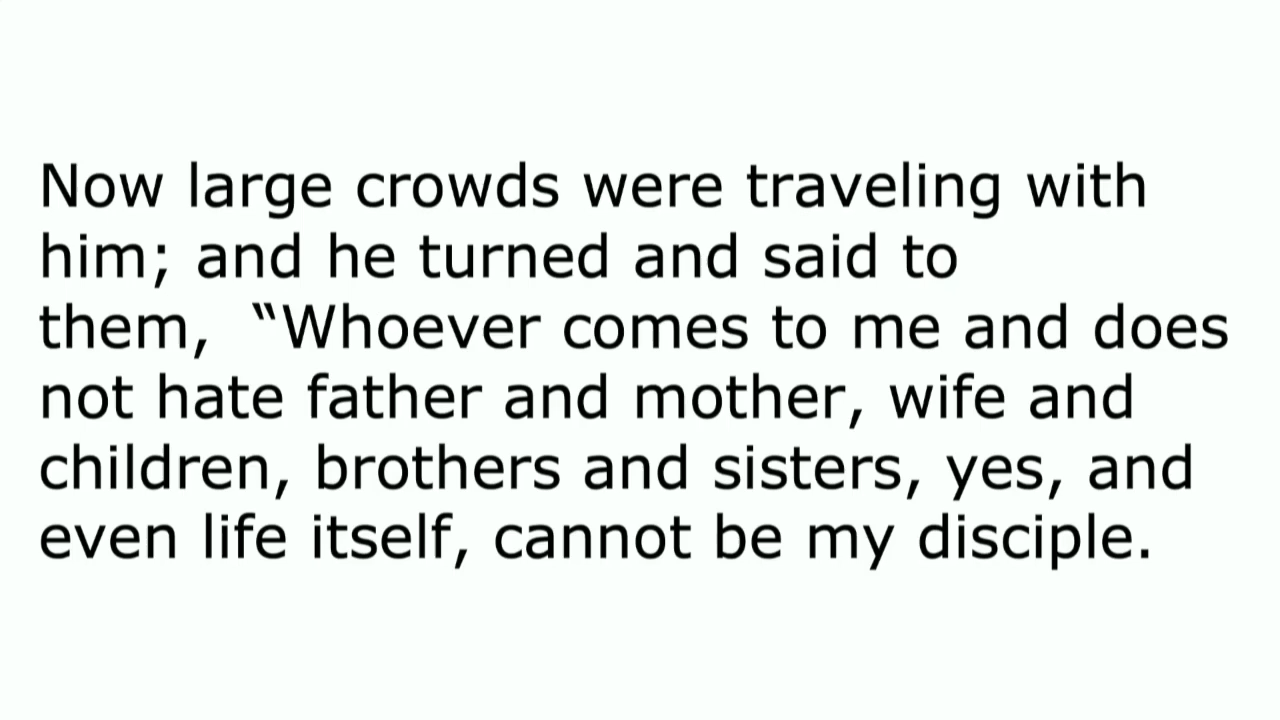 Now large crowds were traveling with
him; and he turned and said to
them,  “Whoever comes to me and does
not hate father and mother, wife and
children, brothers and sisters, yes, and
even life itself, cannot be my disciple.